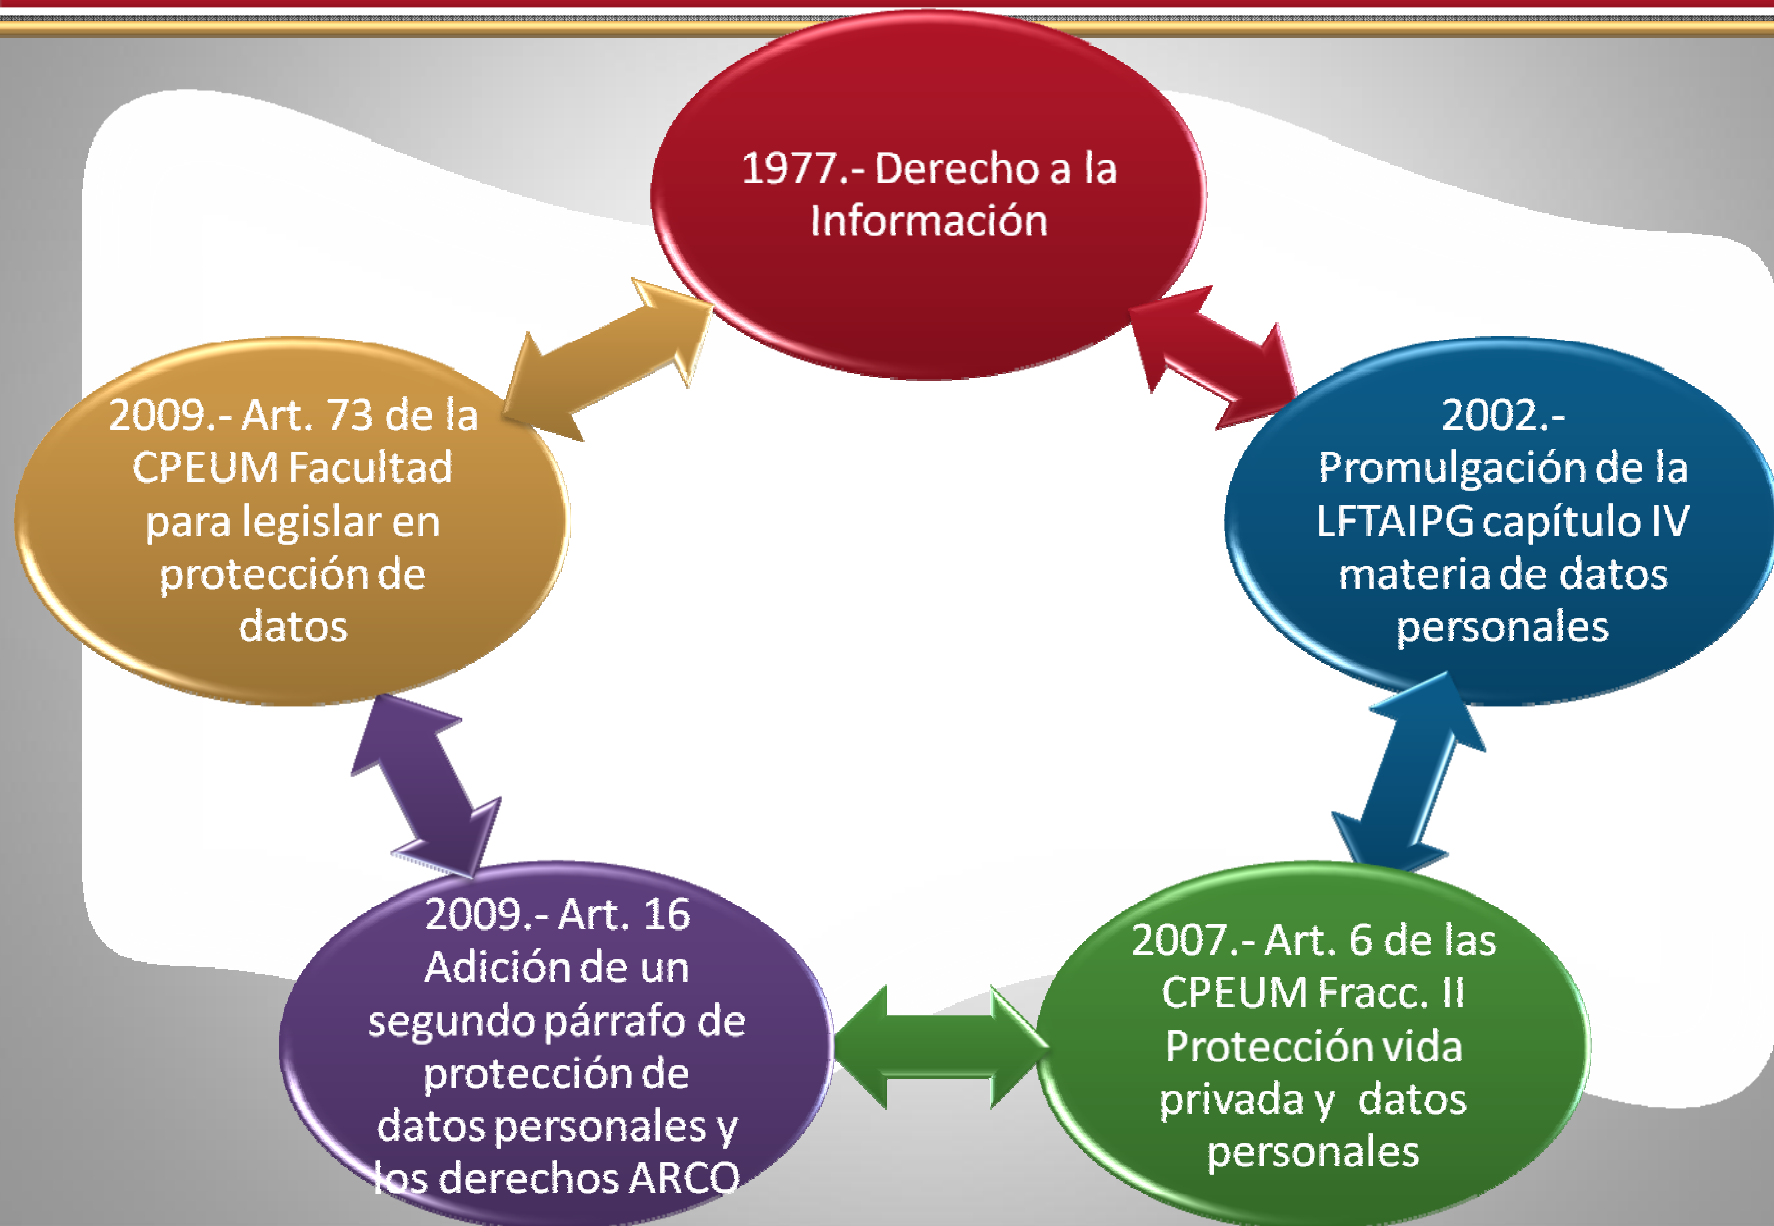 1977.- Derecho a la
Información
2002.-
Promulgación de la
LFTAIPG capítulo IV
materia de datos
personales
2007.- Art. 6 de las
CPEUM Fracc. II
Protección vida
privada y datos
personales
2009.- Art. 16
Adición de un
segundo párrafo de
protección de
datos personales y
los derechos ARCO
2009.- Art. 73 de la
CPEUM Facultad
para legislar en
protección de
datos